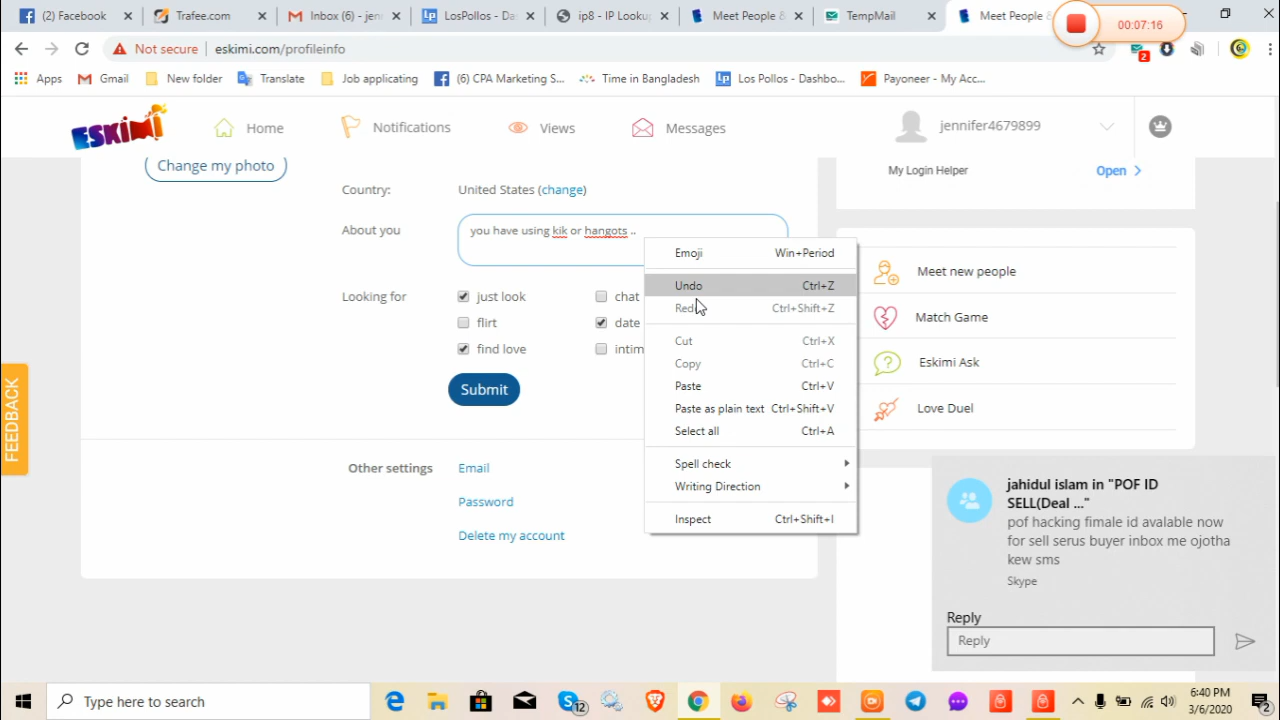 (2) Facebook
Trafee.com
Inbox (6) - jen
LosPollos - Da
ip8 - IP Lookup
Meet People &
TempMail
Meet People &
00:07:16
Not secure
eskimi.com/profileinfo
2
Apps
Gmail
New folder
Translate
Job applicating
(6) CPA Marketing S...
Time in Bangladesh
Los Pollos - Dashbo...
Payoneer - My Acc...
ESKIMI
Home
Notifications
Views
Messages
jennifer4679899
Change my photo
My Login Helper
Open
Country:
United States (change)
About you
you have using kik or hangots ..
Looking for
just look
chat
flirt
date
find love
intim
Submit
Other settings
Email
Password
Delete my account
Emoji Win+Period
Undo Ctrl+Z
Redo Ctrl+Shift+Z
Cut Ctrl+X
Copy Ctrl+C
Paste Ctrl+V
Paste as plain text Ctrl+Shift+V
Select all Ctrl+A
Spell check
Writing Direction
Inspect Ctrl+Shift+I
Meet new people
Match Game
Eskimi Ask
Love Duel
FEEDBACK
jahidul islam in "POF ID
SELL(Deal ..."
pof hacking fimale id avalable now
for sell serus buyer inbox me ojotha
kew sms
Skype
Reply
Reply
Type here to search
12
6:40 PM
3/6/2020
2